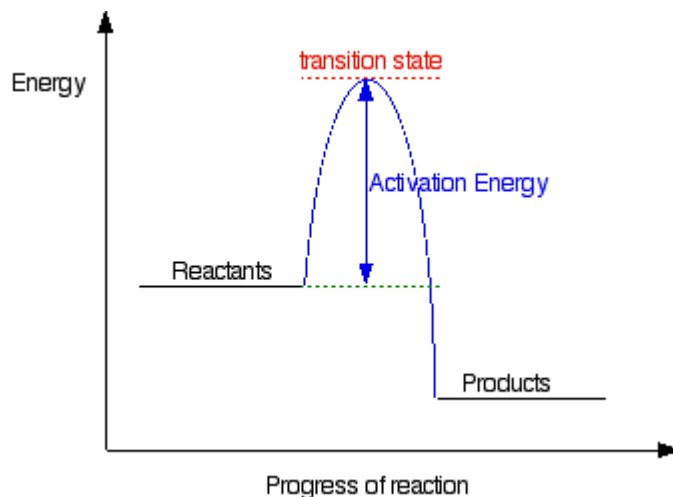 transition state
Energy
Activation Energy
Reactants
Products
Progress of reaction